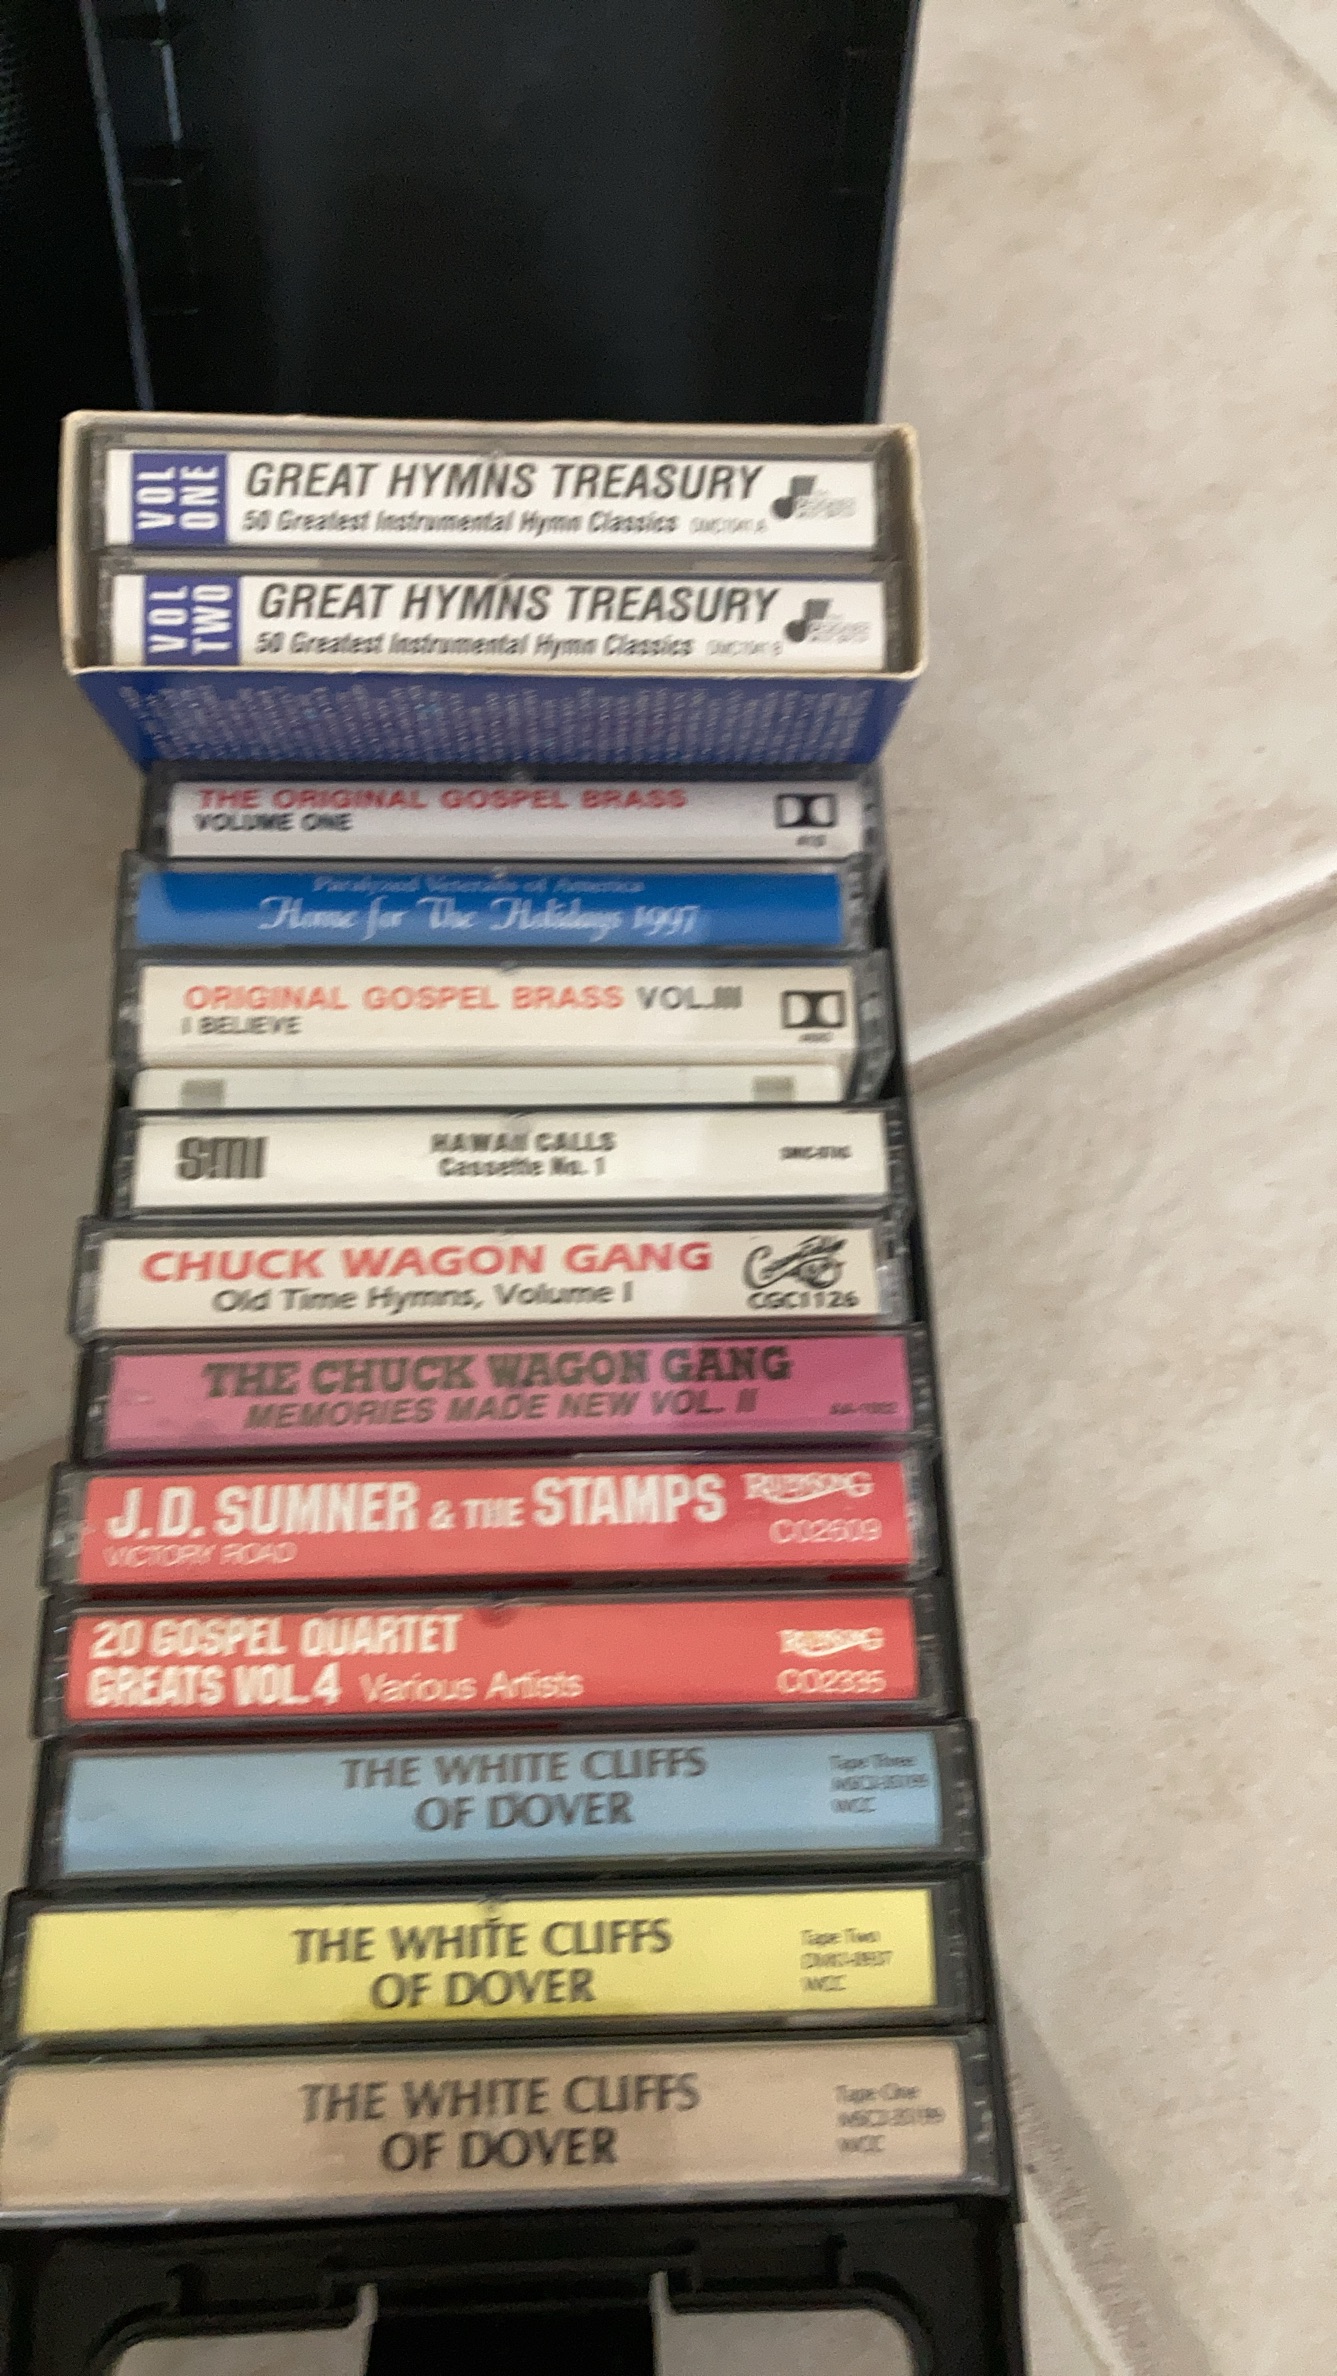 VOL ONE
GREAT HYMNS TREASURY
50 Greatest Instrumental Hymn Classics
VOL TWO
GREAT HYMNS TREASURY
50 Greatest Instrumental Hymn Classics
THE ORIGINAL GOSPEL BRASS
VOLUME ONE
Paralyzed Veterans of America
Home for The Holidays 1997
ORIGINAL GOSPEL BRASS VOL.III
I BELIEVE
SMI
HAWAII CALLS
Cassette No. 1
CHUCK WAGON GANG
Old Time Hymns, Volume I
CGC1126
THE CHUCK WAGON GANG
MEMORIES MADE NEW VOL. II
J.D. SUMNER & THE STAMPS
VICTORY ROAD
CO2609
20 GOSPEL QUARTET
GREATS VOL.4 Various Artists
CO2335
THE WHITE CLIFFS
OF DOVER
Tape Three
WCC
THE WHITE CLIFFS
OF DOVER
Tape Two
WCC
THE WHITE CLIFFS
OF DOVER
Tape One
WCC